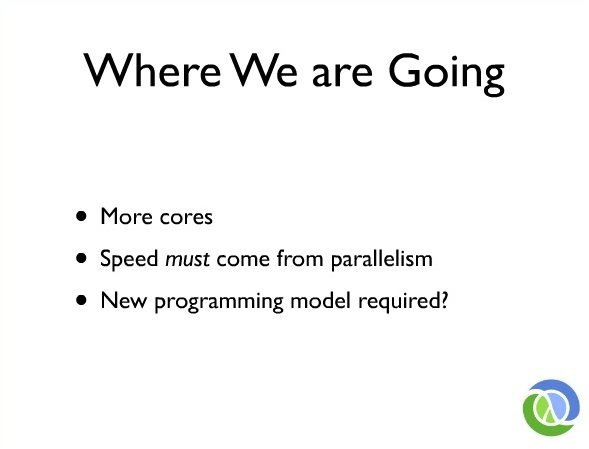 Where We are Going
• More cores
• Speed must come from parallelism
• New programming model required?